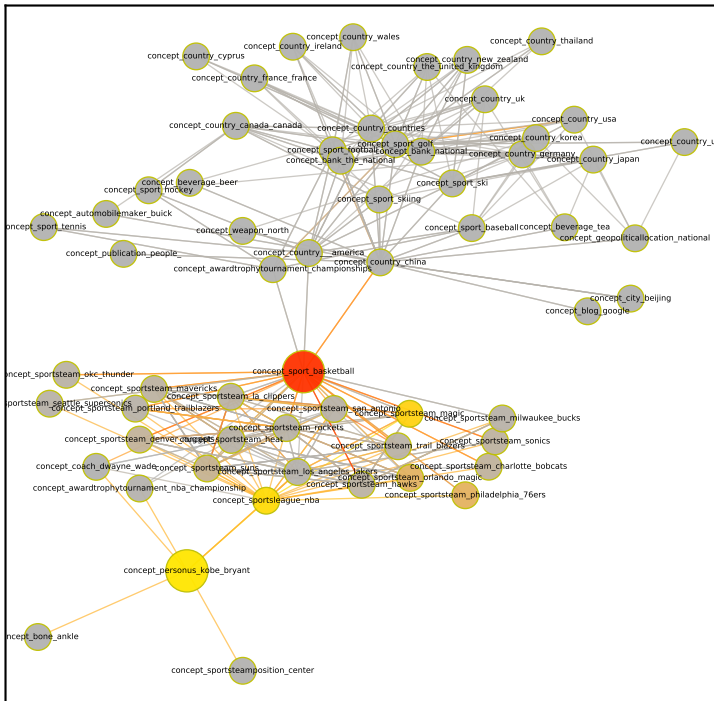 concept_country_wales
concept_country_ireland
concept_country_thailand
concept_country_cyprus
concept_country_new_zealand
concept_country_the_united_kingdom
concept_country_france_france
concept_country_uk
concept_country_usa
concept_country_canada_canada
concept_country_countries
concept_country_korea
concept_country_u
concept_sport_golf
concept_sport_football
concept_bank_national
concept_country_germany
concept_country_japan
concept_bank_the_national
concept_beverage_beer
concept_sport_hockey
concept_sport_ski
concept_sport_skiing
concept_automobilemaker_buick
concept_sport_tennis
concept_weapon_north
concept_sport_baseball
concept_beverage_tea
concept_geopoliticallocation_national
concept_publication_people_
concept_country__america
concept_country_china
concept_awardtrophytournament_championships
concept_city_beijing
concept_blog_google
concept_sport_basketball
concept_sportsteam_okc_thunder
concept_sportsteam_mavericks
concept_sportsteam_la_clippers
concept_sportsteam_seattle_supersonics
concept_sportsteam_portland_trailblazers
concept_sportsteam_san_antonio
concept_sportsteam_magic
concept_sportsteam_milwaukee_bucks
concept_sportsteam_rockets
concept_sportsteam_denver_nuggets
concept_sportsteam_heat
concept_sportsteam_trail_blazers
concept_sportsteam_sonics
concept_coach_dwayne_wade
concept_sportsteam_suns
concept_sportsteam_los_angeles_lakers
concept_sportsteam_charlotte_bobcats
concept_sportsteam_orlando_magic
concept_sportsteam_hawks
concept_awardtrophytournament_nba_championship
concept_sportsleague_nba
concept_sportsteam_philadelphia_76ers
concept_personus_kobe_bryant
concept_bone_ankle
concept_sportsteamposition_center